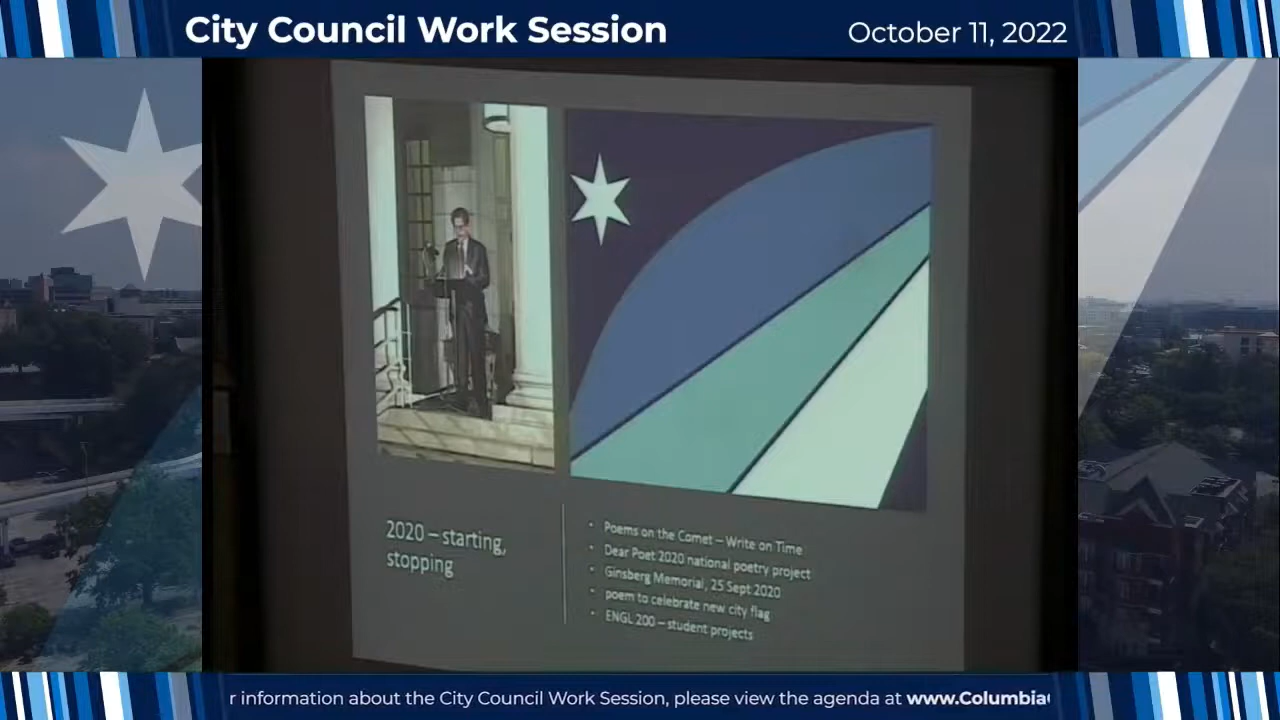 City Council Work Session
October 11, 2022
2020 – starting,
stopping
• Poems on the Comet – Write on Time
• Dear Poet 2020 national poetry project
• Ginsberg Memorial, 25 Sept 2020
• poem to celebrate new city flag
• ENGL 200 – student projects
r information about the City Council Work Session, please view the agenda at www.Columbia